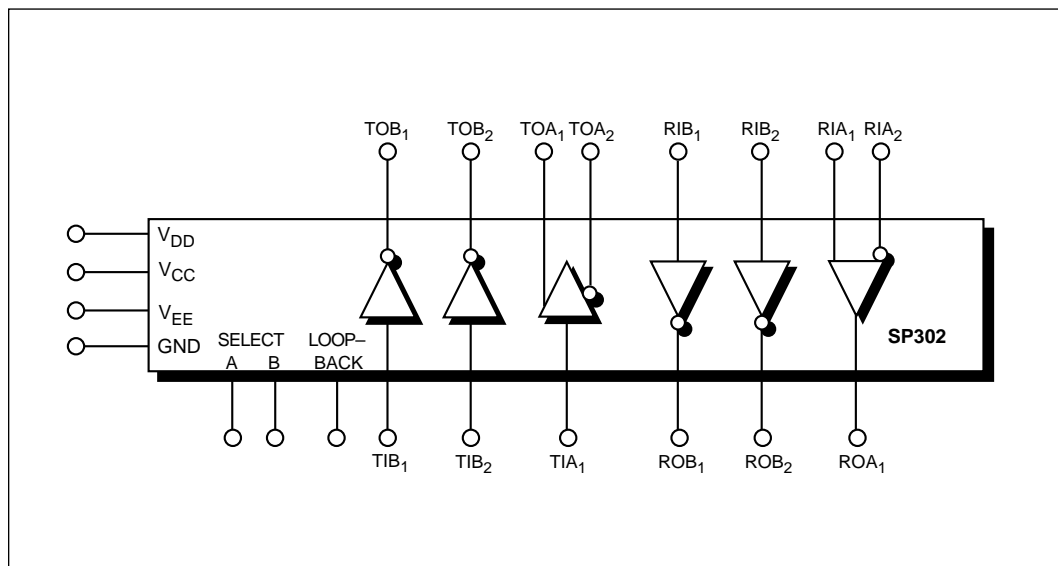 TOB1 TOB2 TOA1 TOA2 RIB1 RIB2 RIA1 RIA2
VDD
VCC
VEE
GND
SELECT
A B
LOOP–
BACK
SP302
TIB1 TIB2 TIA1 ROB1 ROB2 ROA1